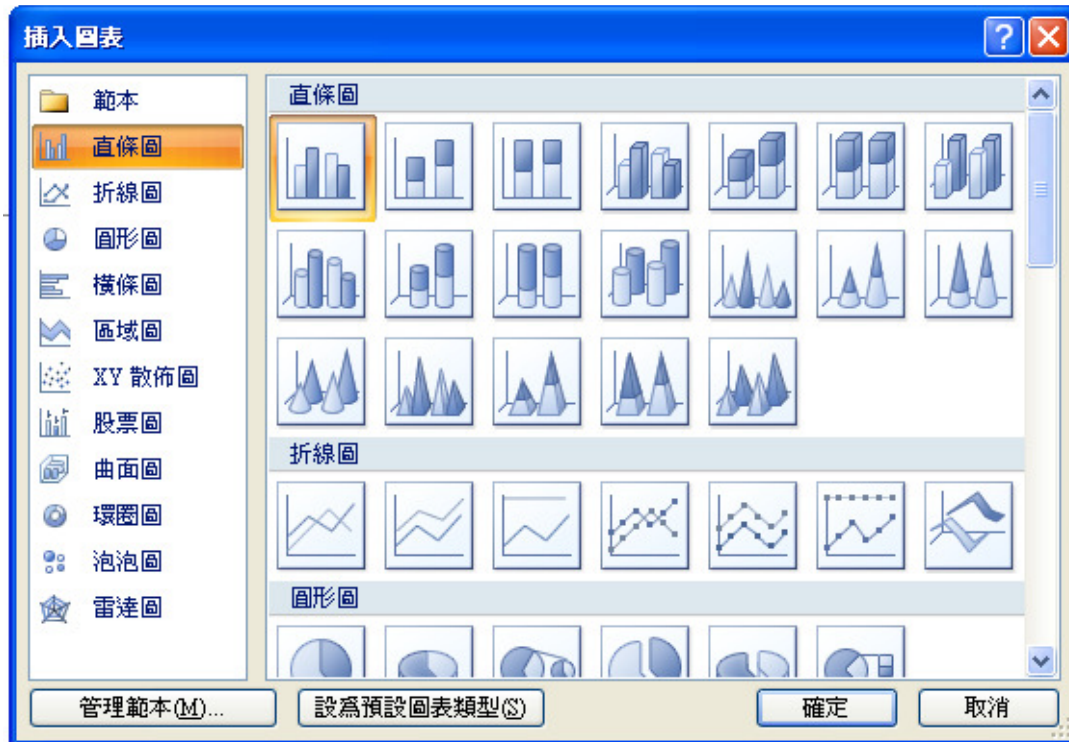 插入圖表
範本
直條圖
折線圖
圓形圖
橫條圖
區域圖
XY 散佈圖
股票圖
曲面圖
環圈圖
泡泡圖
雷達圖
直條圖
折線圖
圓形圖
管理範本(M)...
設為預設圖表類型(S)
確定
取消